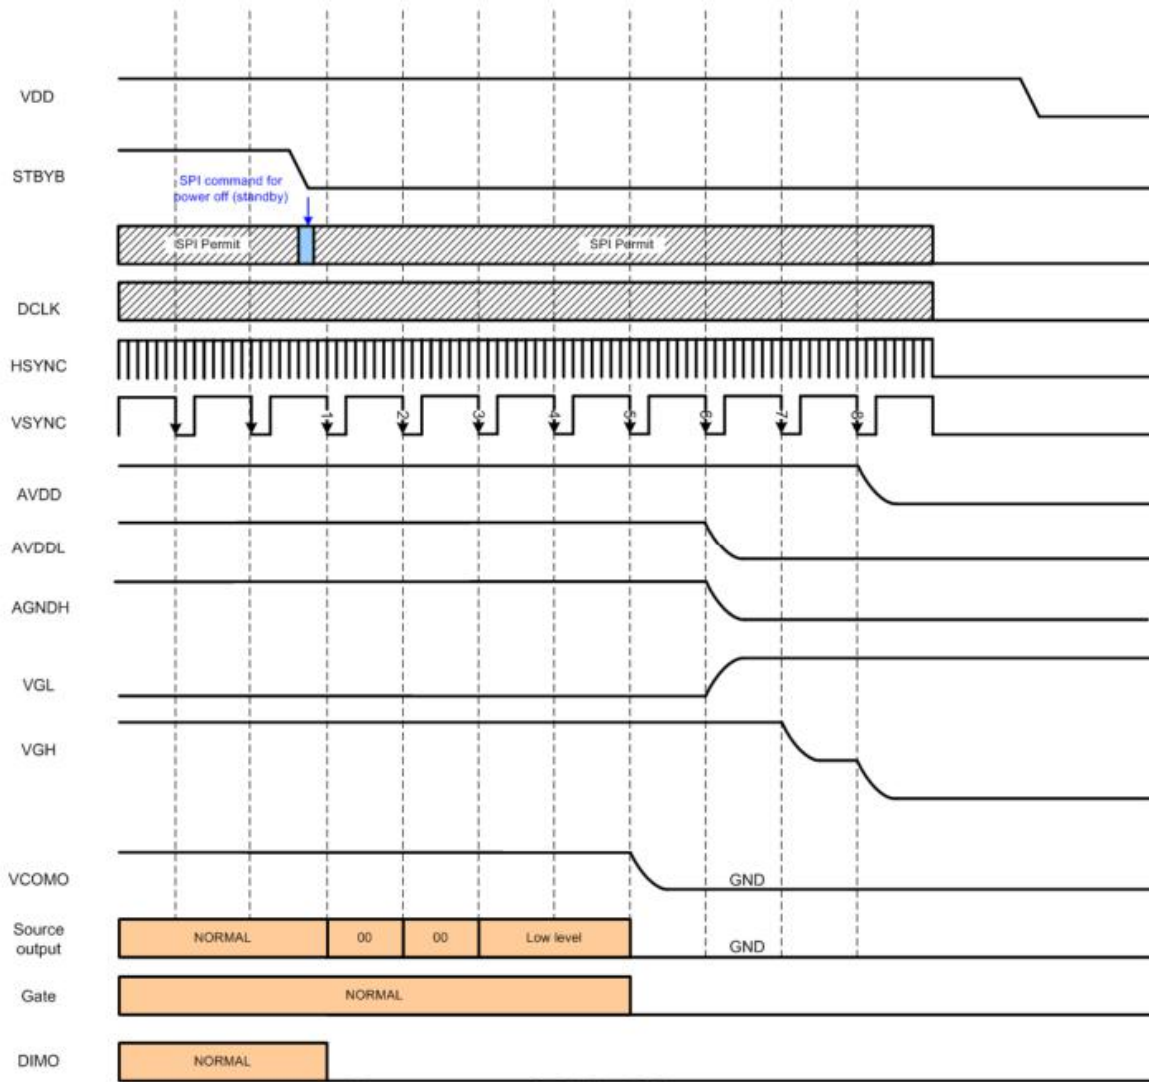 VDD
STBYB
SPI command for
power off (standby)
SPI Permit
SPI Permit
DCLK
HSYNC
VSYNC
1
2
3
4
5
6
7
8
AVDD
AVDDL
AGNDH
VGL
VGH
VCOMO
GND
Source
output
NORMAL
00
00
Low level
GND
Gate
NORMAL
DIMO
NORMAL